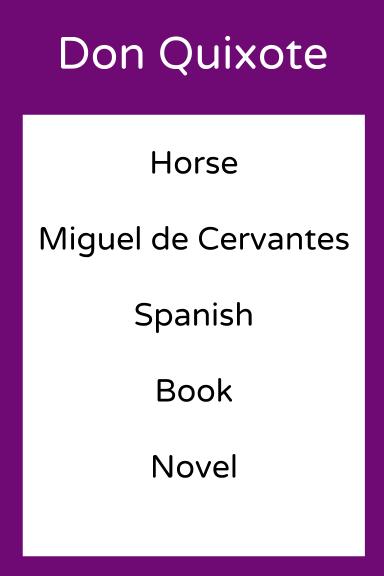 Don Quixote
Horse
Miguel de Cervantes
Spanish
Book
Novel